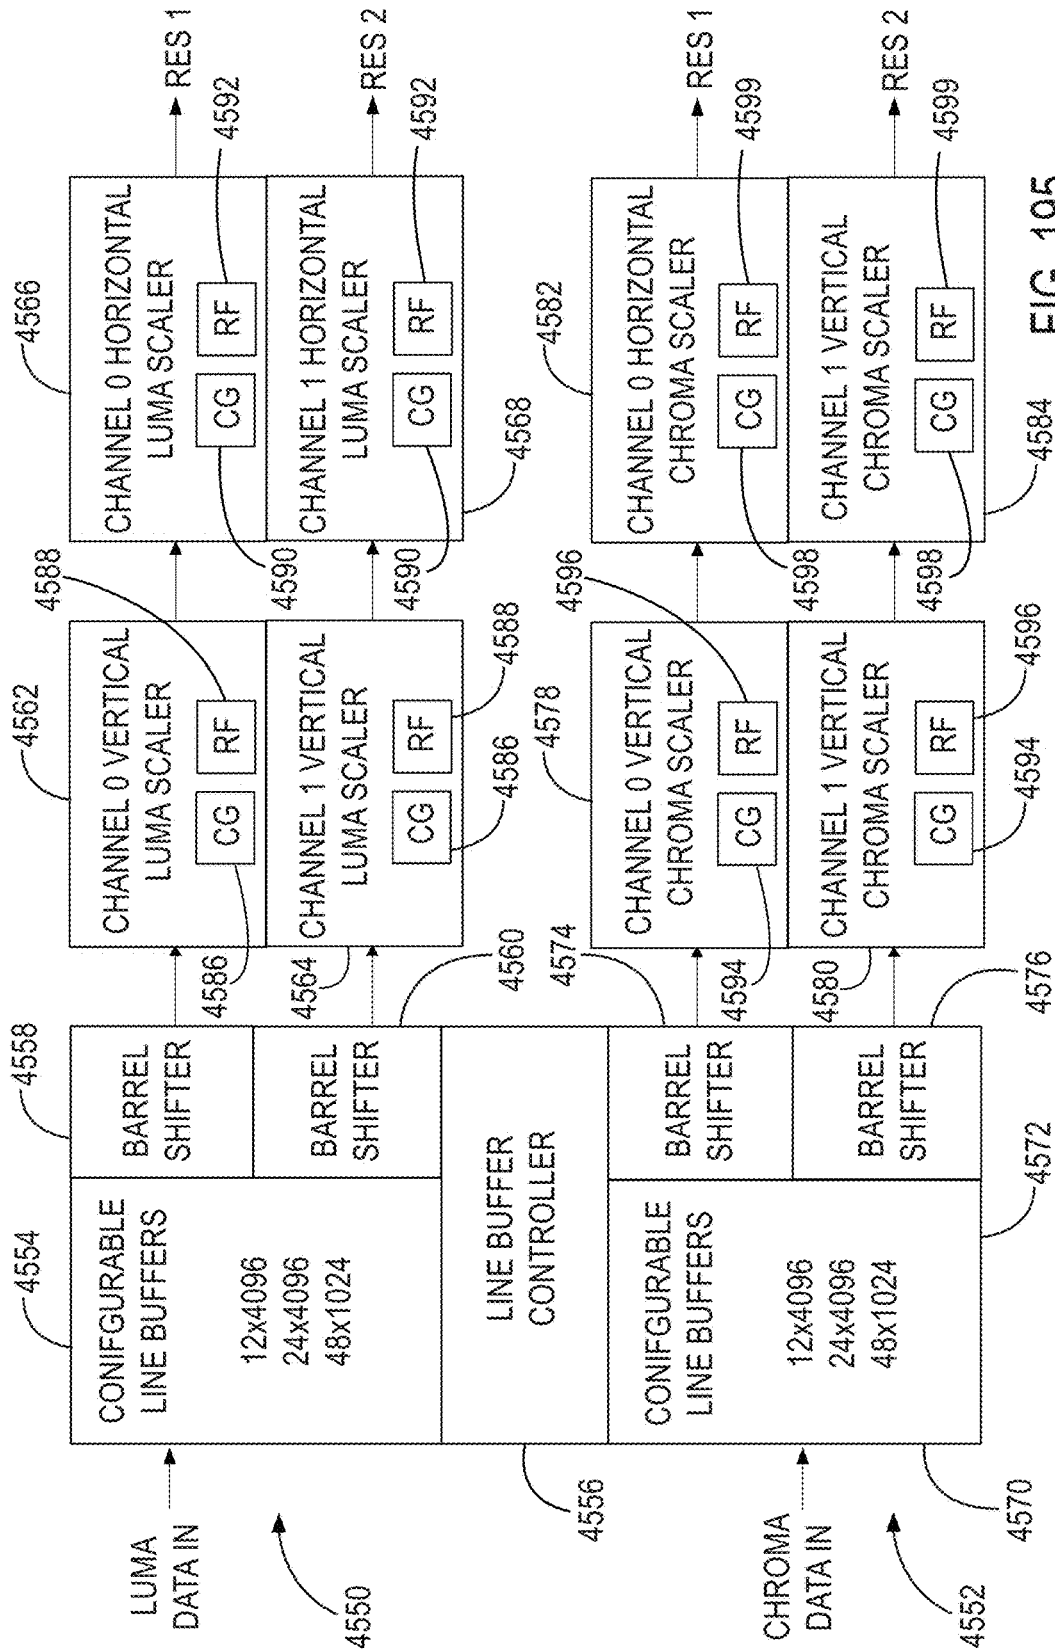 LUMA
DATA IN
4550
CONIFGURABLE
LINE BUFFERS
12x4096
24x4096
48x1024
4554
BARREL
SHIFTER
4558
BARREL
SHIFTER
4560
LINE BUFFER
CONTROLLER
4556
CHANNEL 0 VERTICAL
LUMA SCALER
CG
RF
4562
4586
4588
CHANNEL 1 VERTICAL
LUMA SCALER
CG
RF
4564
4586
4588
CHANNEL 0 HORIZONTAL
LUMA SCALER
CG
RF
4566
4590
4592
RES 1
CHANNEL 1 HORIZONTAL
LUMA SCALER
CG
RF
4568
4590
4592
RES 2
CHROMA
DATA IN
4552
CONIFGURABLE
LINE BUFFERS
12x4096
24x4096
48x1024
4570
4572
BARREL
SHIFTER
4574
BARREL
SHIFTER
4576
CHANNEL 0 VERTICAL
CHROMA SCALER
CG
RF
4578
4594
4596
CHANNEL 1 VERTICAL
CHROMA SCALER
CG
RF
4580
4594
4596
CHANNEL 0 HORIZONTAL
CHROMA SCALER
CG
RF
4582
4598
4599
RES 1
CHANNEL 1 VERTICAL
CHROMA SCALER
CG
RF
4584
4598
4599
RES 2
FIG. 195